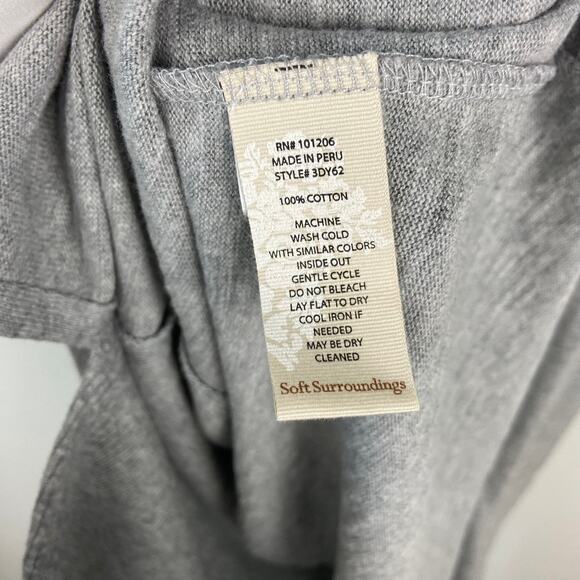 RN# 101206
MADE IN PERU
STYLE# 3DY62
100% COTTON
MACHINE
WASH COLD
WITH SIMILAR COLORS
INSIDE OUT
GENTLE CYCLE
DO NOT BLEACH
LAY FLAT TO DRY
COOL IRON IF
NEEDED
MAY BE DRY
CLEANED
Soft Surroundings